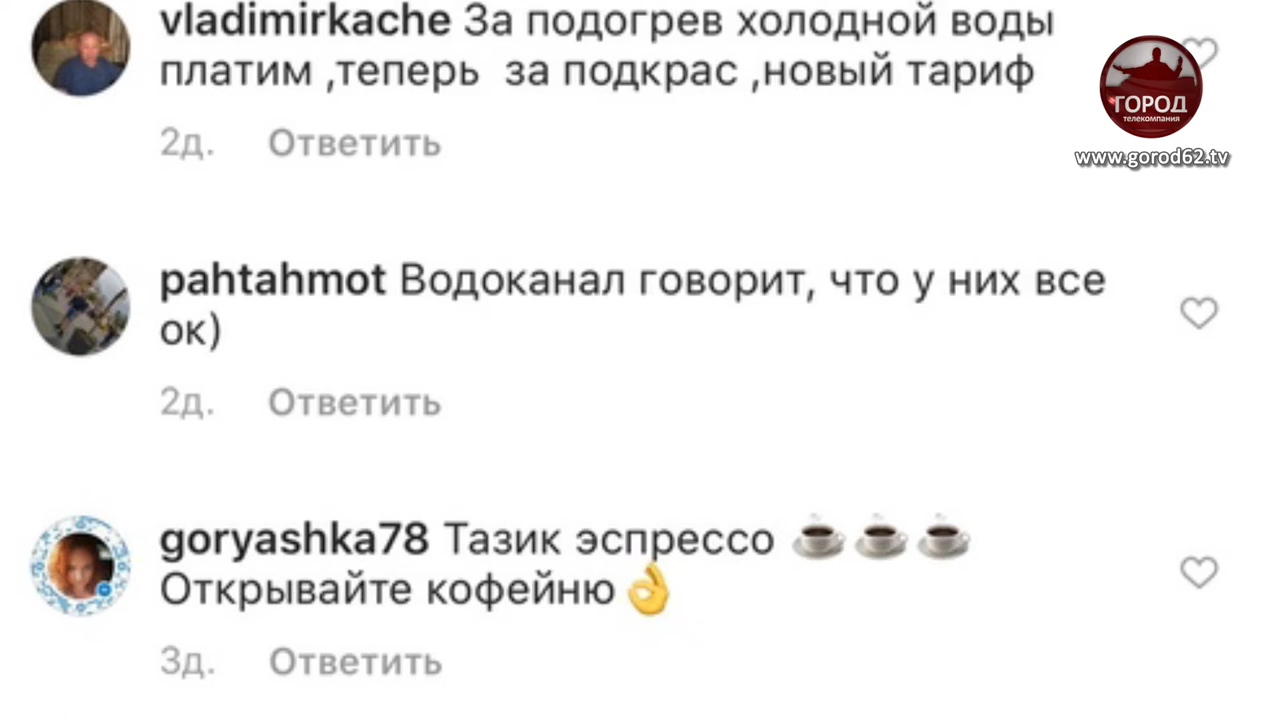 vladimirkache За подогрев холодной воды
платим ,теперь за подкрас ,новый тариф
2д. Ответить
ГОРОД
телекомпания
www.gorod62.tv
pahtahmot Водоканал говорит, что у них все
ок)
2д. Ответить
goryashka78 Тазик эспрессо ☕☕☕
Открывайте кофейню👌
3д. Ответить